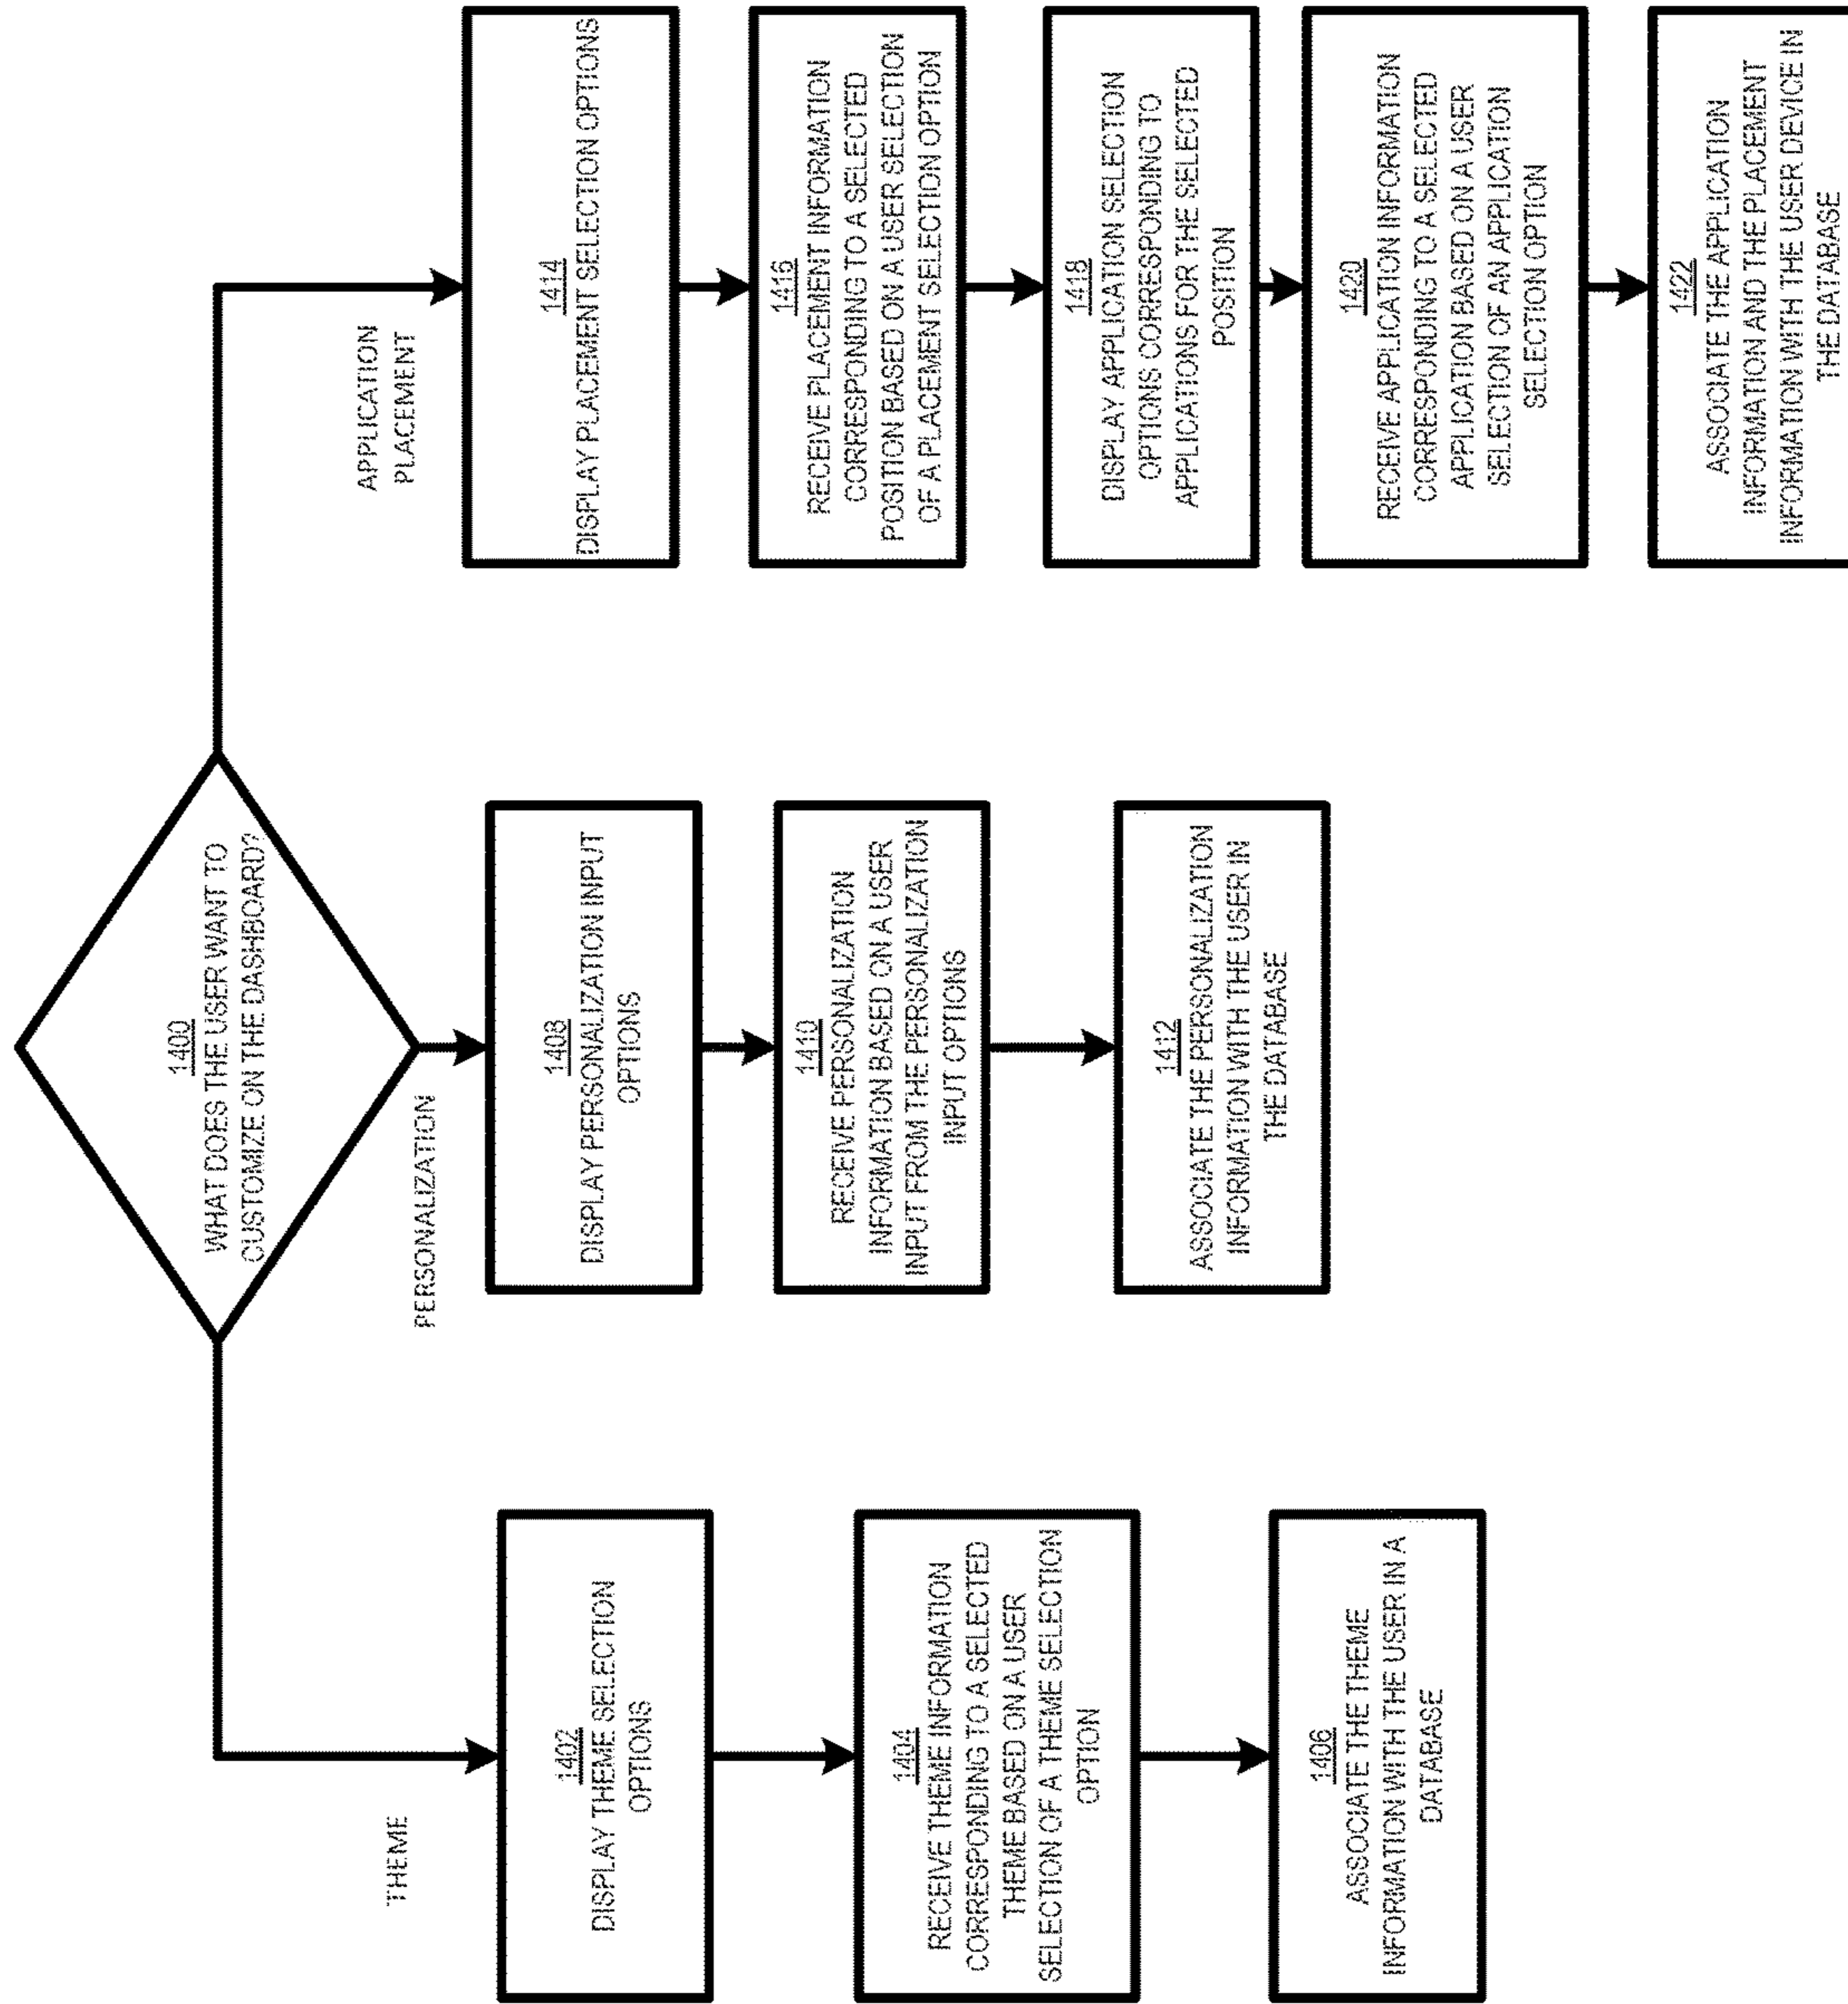 1400
WHAT DOES THE USER WANT TO
CUSTOMIZE ON THE DASHBOARD?
THEME
1402
DISPLAY THEME SELECTION
OPTIONS
1404
RECEIVE THEME INFORMATION
CORRESPONDING TO A SELECTED
THEME BASED ON A USER
SELECTION OF A THEME SELECTION
OPTION
1406
ASSOCIATE THE THEME
INFORMATION WITH THE USER IN A
DATABASE
PERSONALIZATION
1408
DISPLAY PERSONALIZATION INPUT
OPTIONS
1410
RECEIVE PERSONALIZATION
INFORMATION BASED ON A USER
INPUT FROM THE PERSONALIZATION
INPUT OPTIONS
1412
ASSOCIATE THE PERSONALIZATION
INFORMATION WITH THE USER IN
THE DATABASE
APPLICATION
PLACEMENT
1414
DISPLAY PLACEMENT SELECTION OPTIONS
1416
RECEIVE PLACEMENT INFORMATION
CORRESPONDING TO A SELECTED
POSITION BASED ON A USER SELECTION
OF A PLACEMENT SELECTION OPTION
1418
DISPLAY APPLICATION SELECTION
OPTIONS CORRESPONDING TO
APPLICATIONS FOR THE SELECTED
POSITION
1420
RECEIVE APPLICATION INFORMATION
CORRESPONDING TO A SELECTED
APPLICATION BASED ON A USER
SELECTION OF AN APPLICATION
SELECTION OPTION
1422
ASSOCIATE THE APPLICATION
INFORMATION AND THE PLACEMENT
INFORMATION WITH THE USER DEVICE IN
THE DATABASE